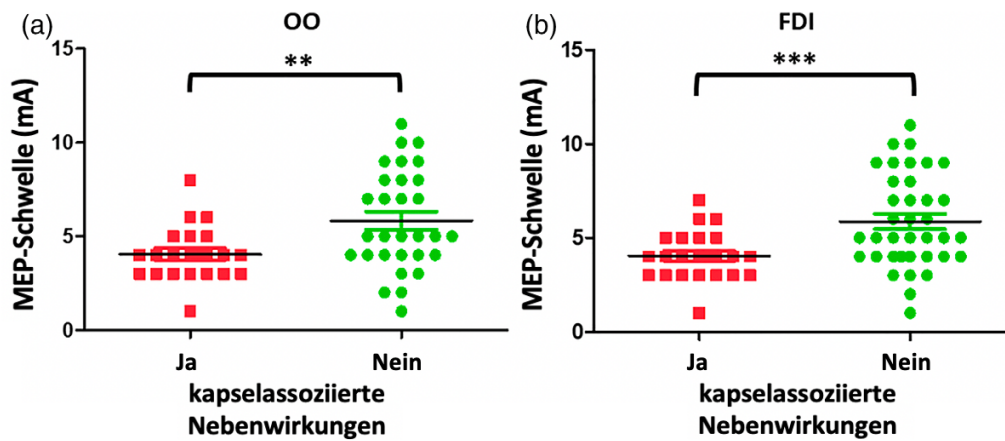 (a)
OO
MEP-Schwelle (mA)
15
10
5
0
**
Ja
Nein
kapselassoziierte
Nebenwirkungen
(b)
FDI
MEP-Schwelle (mA)
15
10
5
0
***
Ja
Nein
kapselassoziierte
Nebenwirkungen